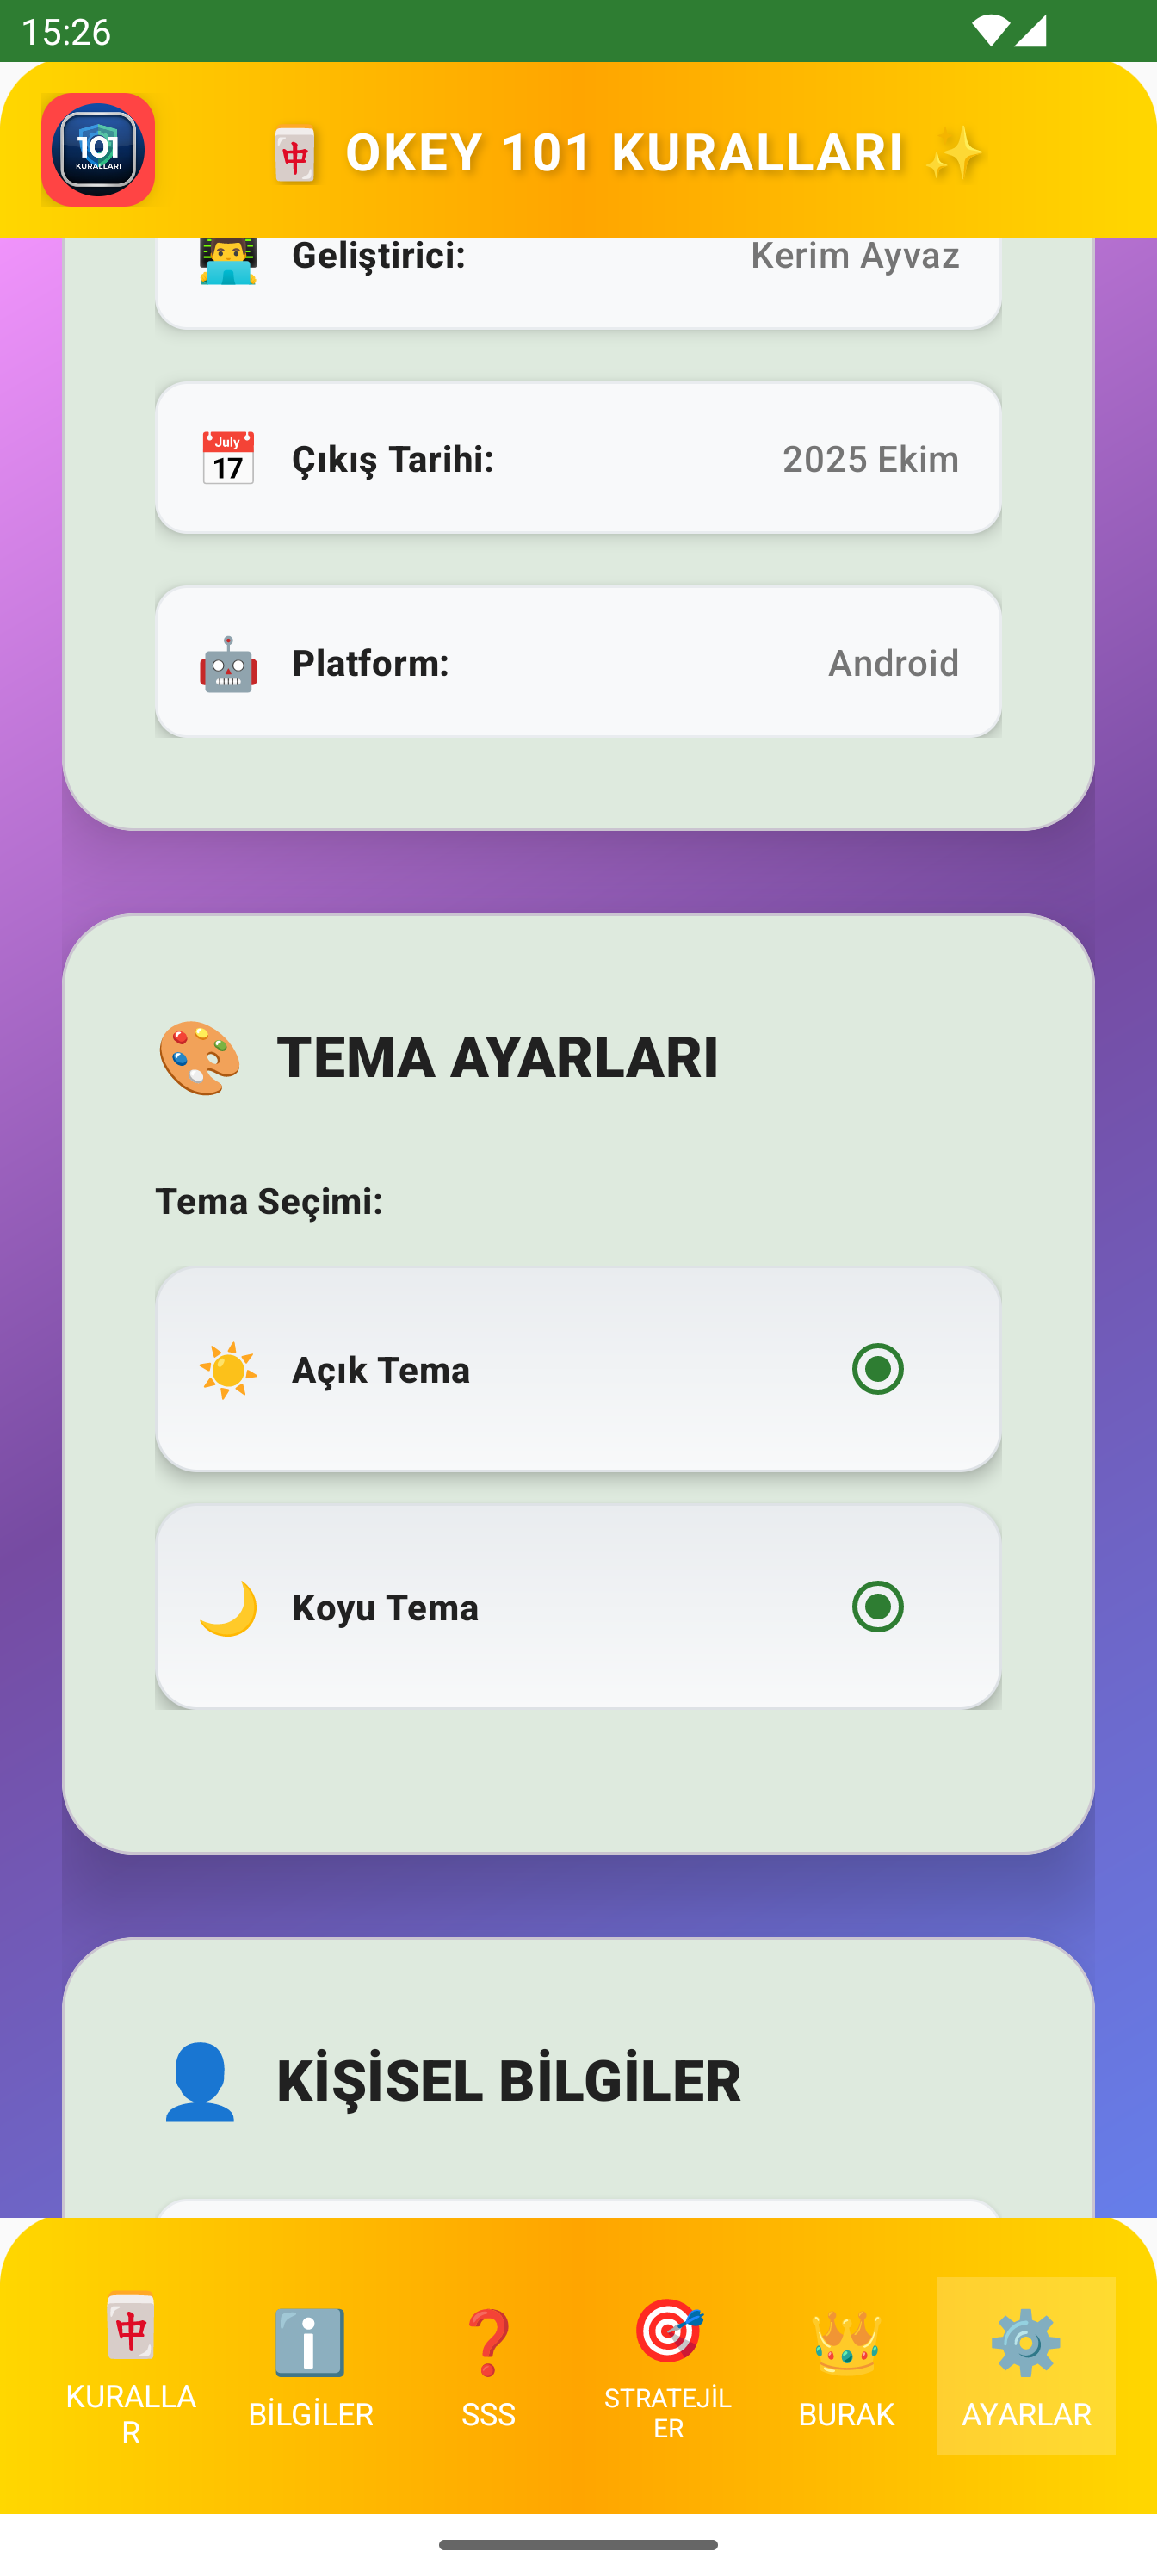 15:26
101
KURALLARI
OKEY 101 KURALLARI
Geliştirici: Kerim Ayvaz
July
17
Çıkış Tarihi: 2025 Ekim
Platform: Android
TEMA AYARLARI
Tema Seçimi:
Açık Tema
Koyu Tema
KİŞİSEL BİLGİLER
KURALLA
R
BİLGİLER
SSS
STRATEJİL
ER
BURAK
AYARLAR